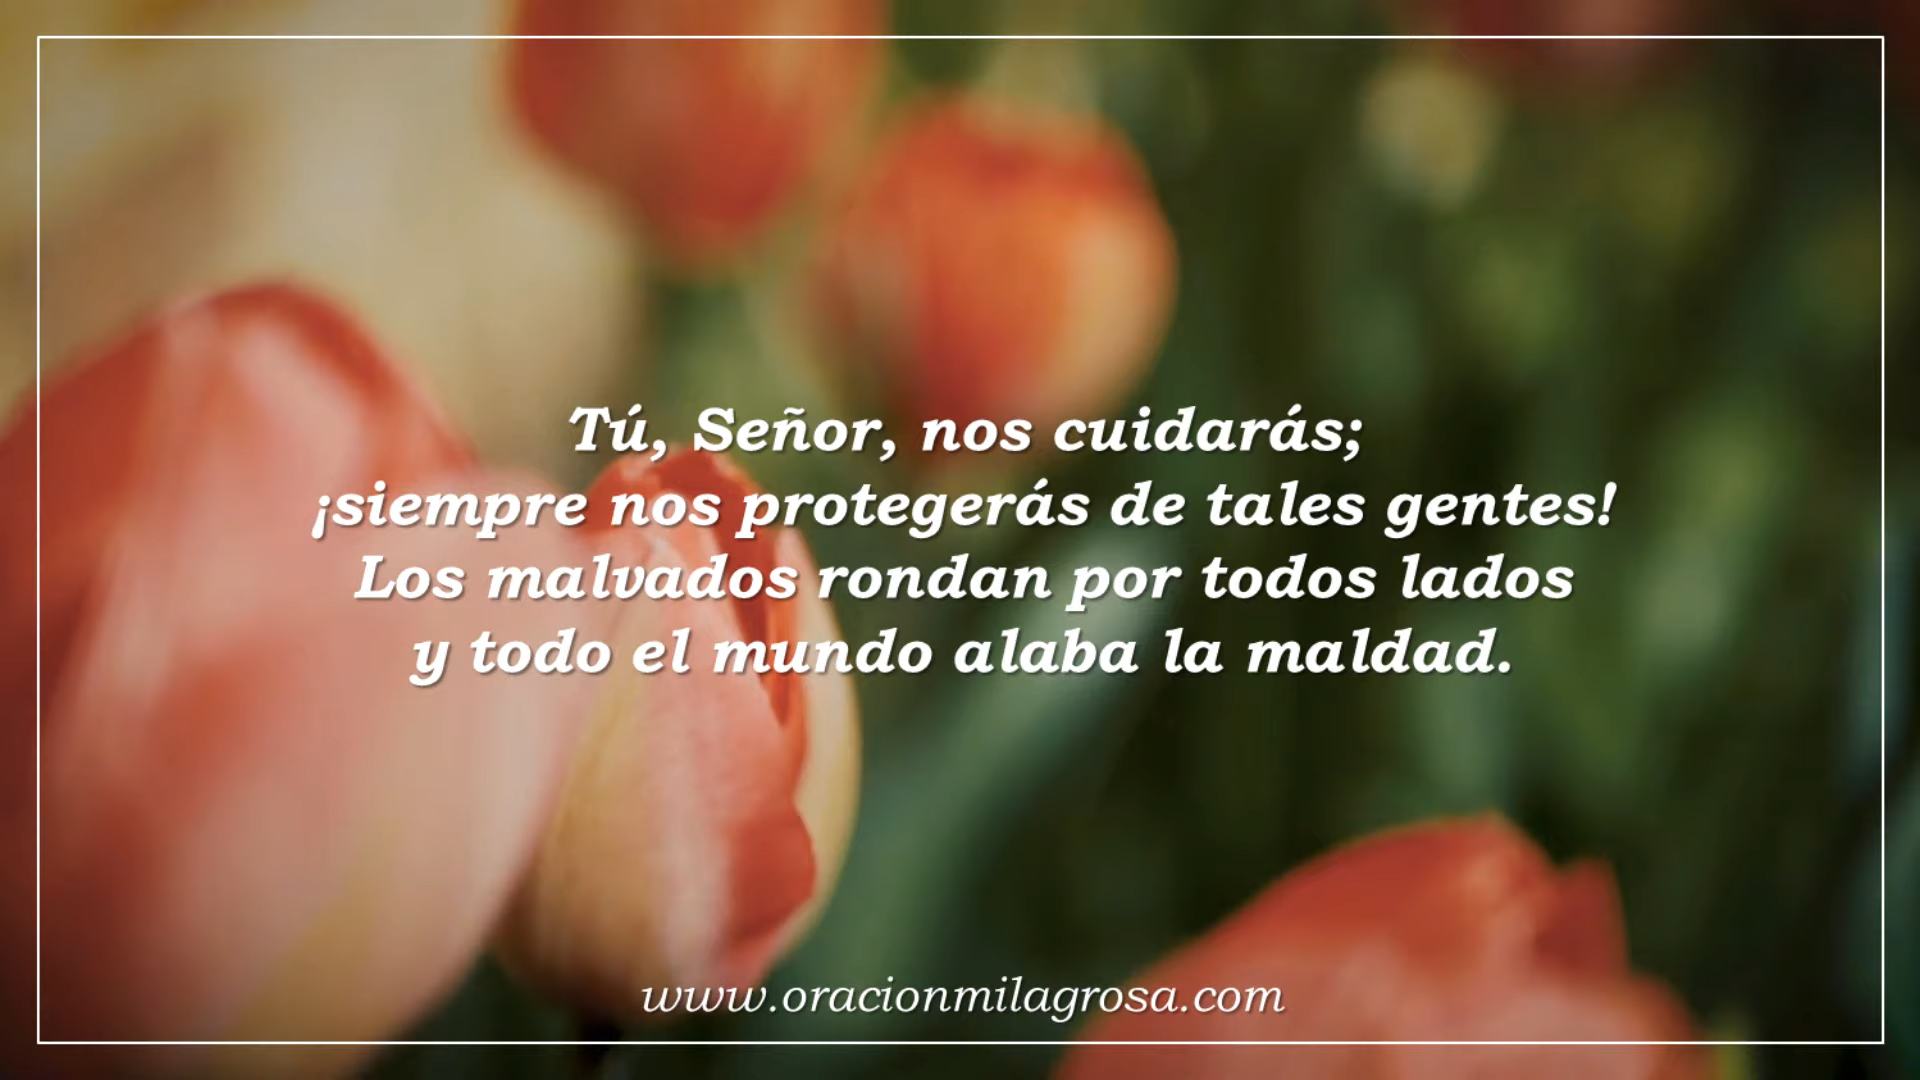 Tú, Señor, nos cuidarás;
¡siempre nos protegerás de tales gentes!
Los malvados rondan por todos lados
y todo el mundo alaba la maldad.
www.oracionmilagrosa.com